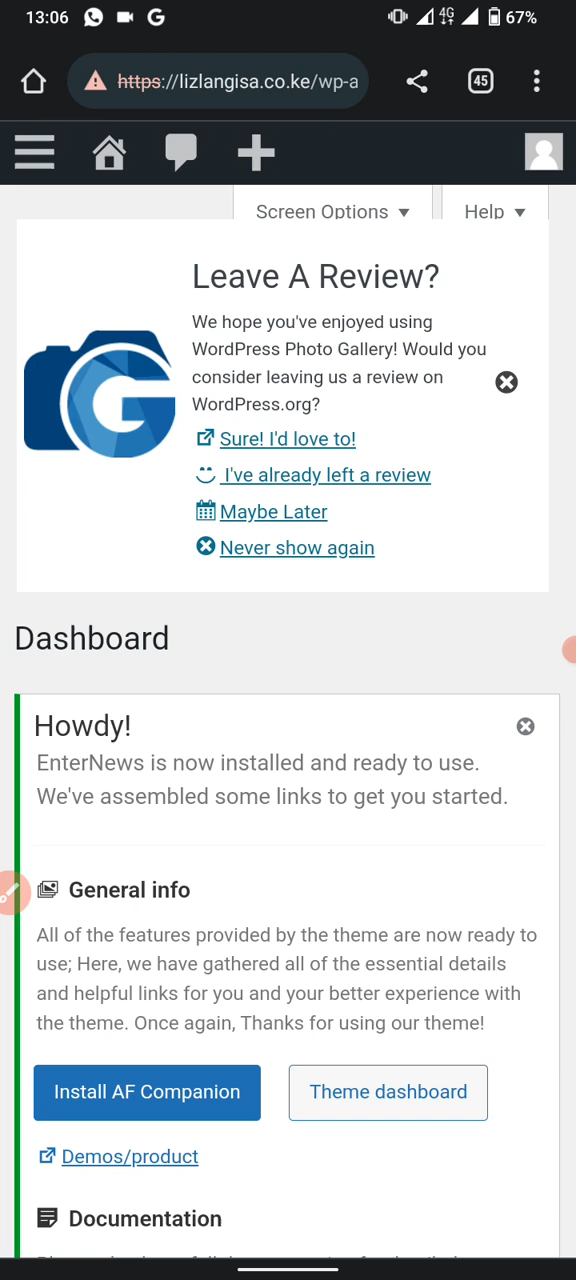 13:06
4G
67%
https://lizlangisa.co.ke/wp-a
45
Screen Options
Help
Leave A Review?
We hope you've enjoyed using
WordPress Photo Gallery! Would you
consider leaving us a review on
WordPress.org?
Sure! I'd love to!
I've already left a review
Maybe Later
Never show again
Dashboard
Howdy!
EnterNews is now installed and ready to use.
We've assembled some links to get you started.
General info
All of the features provided by the theme are now ready to
use; Here, we have gathered all of the essential details
and helpful links for you and your better experience with
the theme. Once again, Thanks for using our theme!
Install AF Companion
Theme dashboard
Demos/product
Documentation